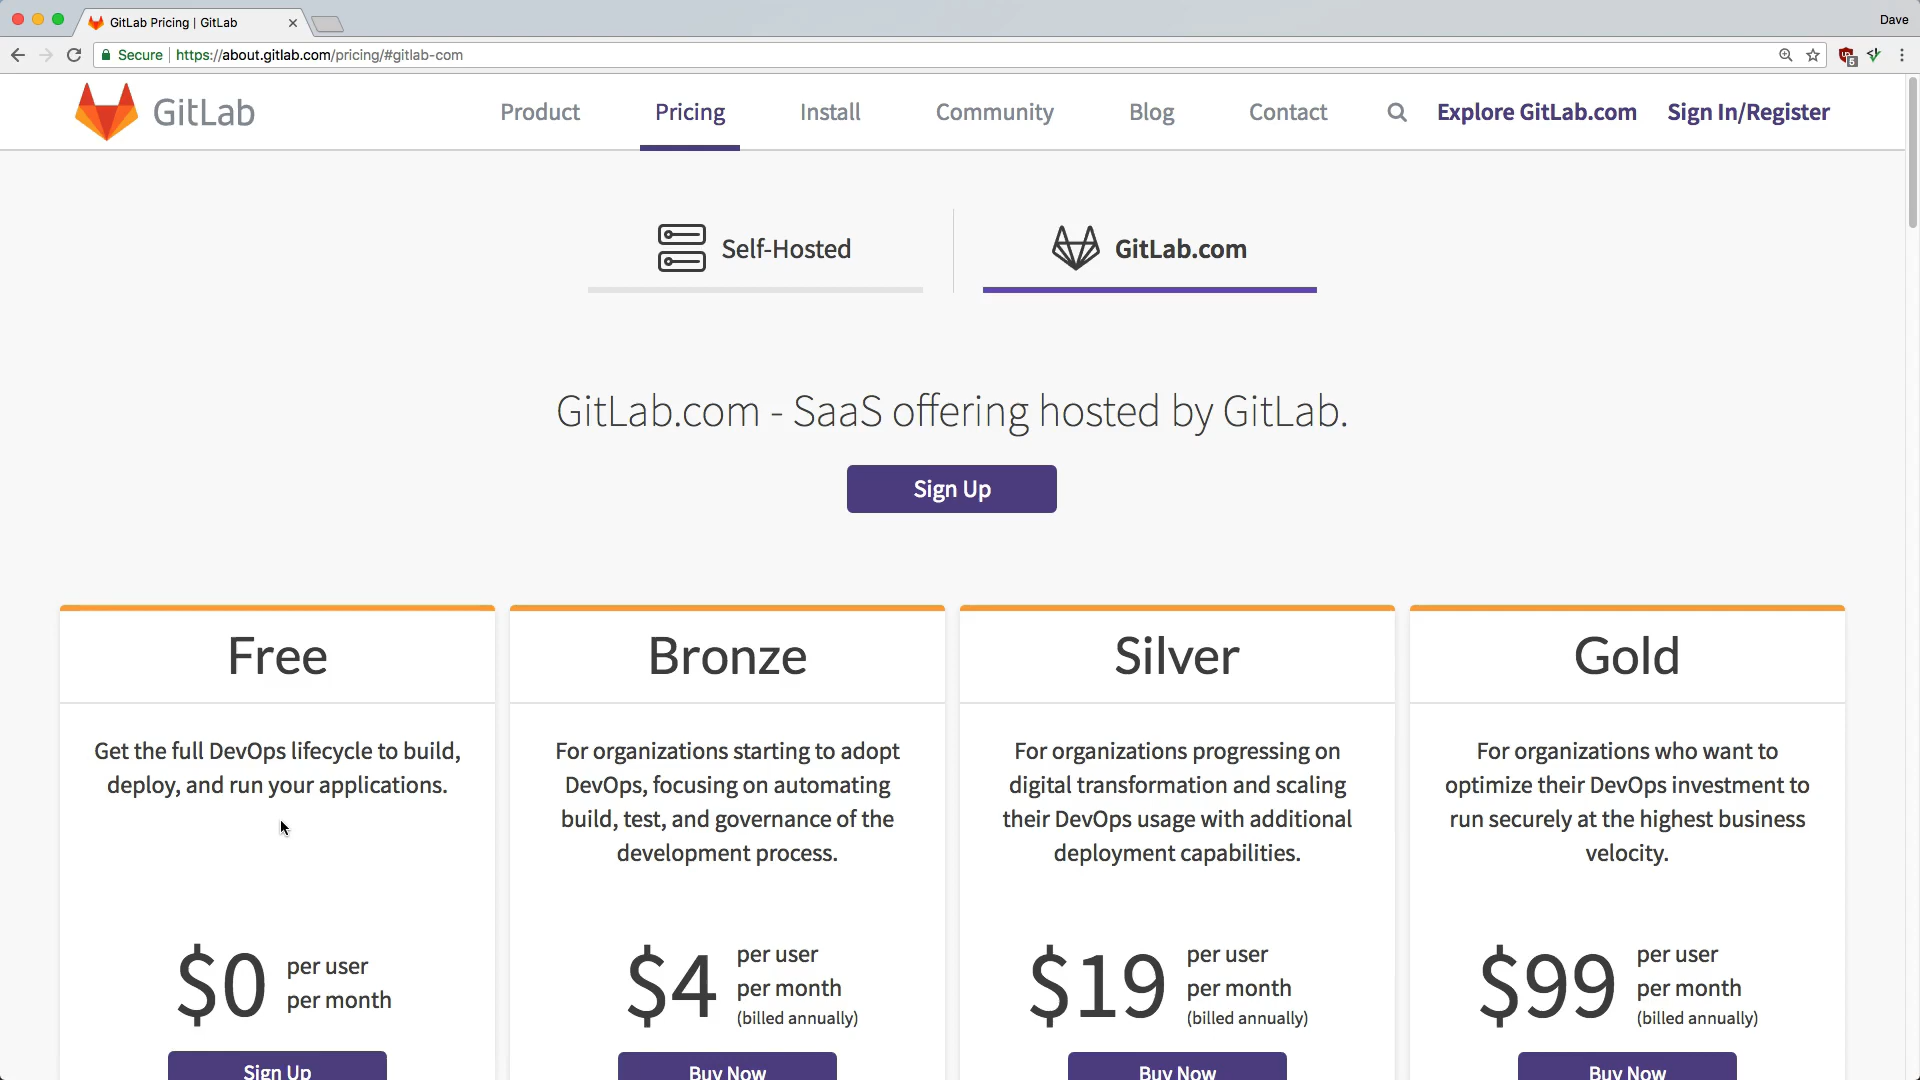 GitLab Pricing | GitLab
Dave
Secure
https://about.gitlab.com/pricing/#gitlab-com
5
GitLab
Product
Pricing
Install
Community
Blog
Contact
Explore GitLab.com
Sign In/Register
Self-Hosted
GitLab.com
GitLab.com - SaaS offering hosted by GitLab.
Sign Up
Free
Get the full DevOps lifecycle to build,
deploy, and run your applications.
$0
per user
per month
Sign Up
Bronze
For organizations starting to adopt
DevOps, focusing on automating
build, test, and governance of the
development process.
$4
per user
per month
(billed annually)
Buy Now
Silver
For organizations progressing on
digital transformation and scaling
their DevOps usage with additional
deployment capabilities.
$19
per user
per month
(billed annually)
Buy Now
Gold
For organizations who want to
optimize their DevOps investment to
run securely at the highest business
velocity.
$99
per user
per month
(billed annually)
Buy Now